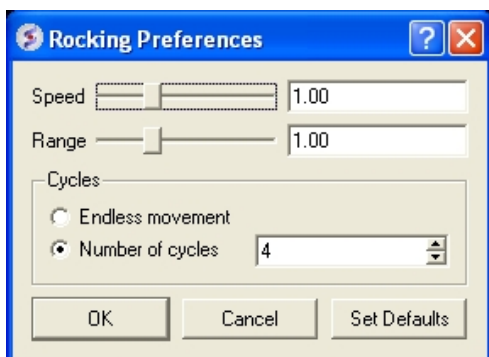 Rocking Preferences
Speed 1.00
Range 1.00
Cycles
Endless movement
Number of cycles 4
OK Cancel Set Defaults